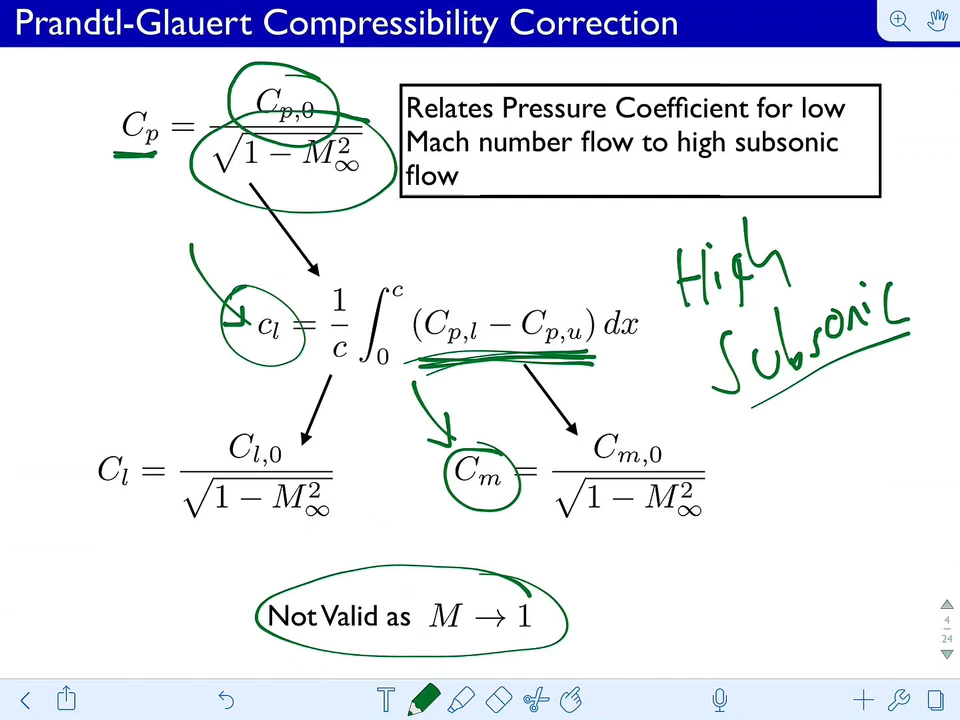 Prandtl-Glauert Compressibility Correction
C_p = C_{p,0} / √(1 − M_∞^2)
Relates Pressure Coefficient for low
Mach number flow to high subsonic
flow
High
Subsonic
c_l = 1/c ∫_0^c (C_{p,l} − C_{p,u}) dx
C_l = C_{l,0} / √(1 − M_∞^2)
C_m = C_{m,0} / √(1 − M_∞^2)
Not Valid as M → 1
4
24
T